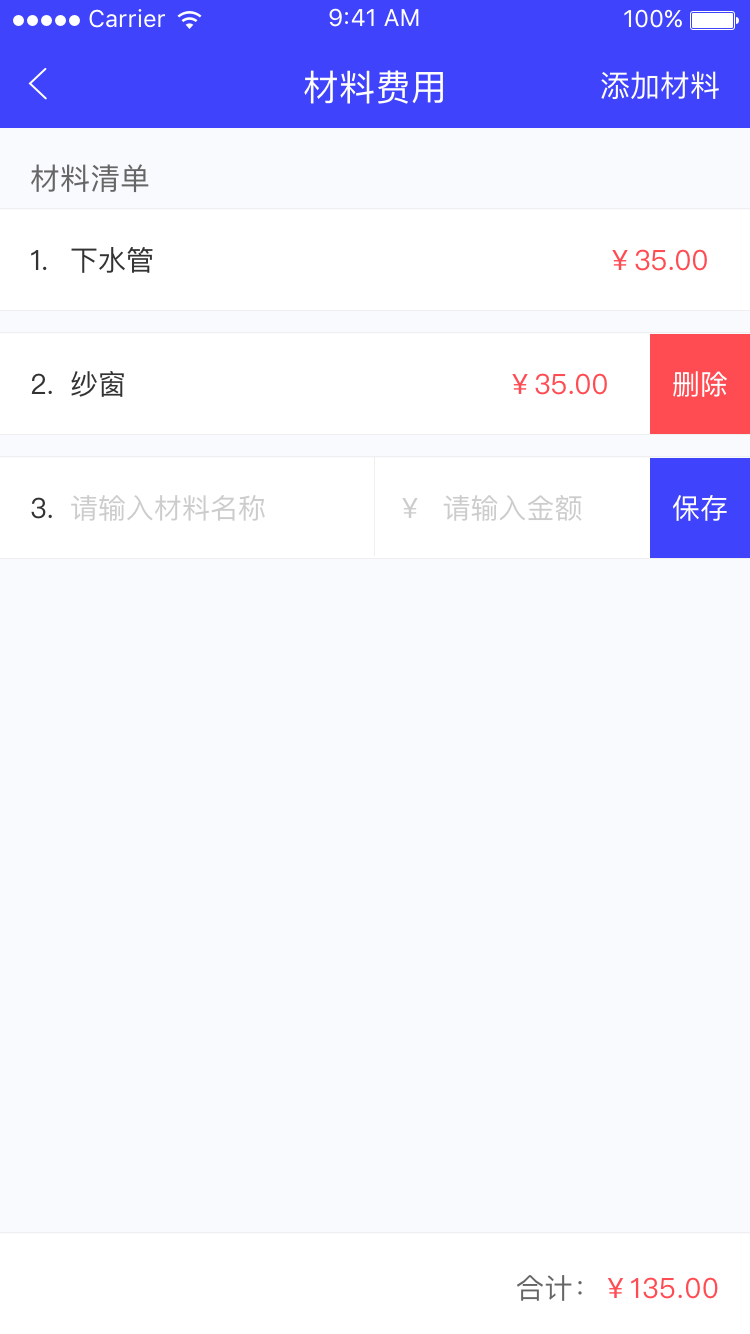 Carrier 9:41 AM 100%
材料费用 添加材料
材料清单
1. 下水管 ¥ 35.00
2. 纱窗 ¥ 35.00 删除
3. 请输入材料名称 ¥ 请输入金额 保存
合计： ¥ 135.00